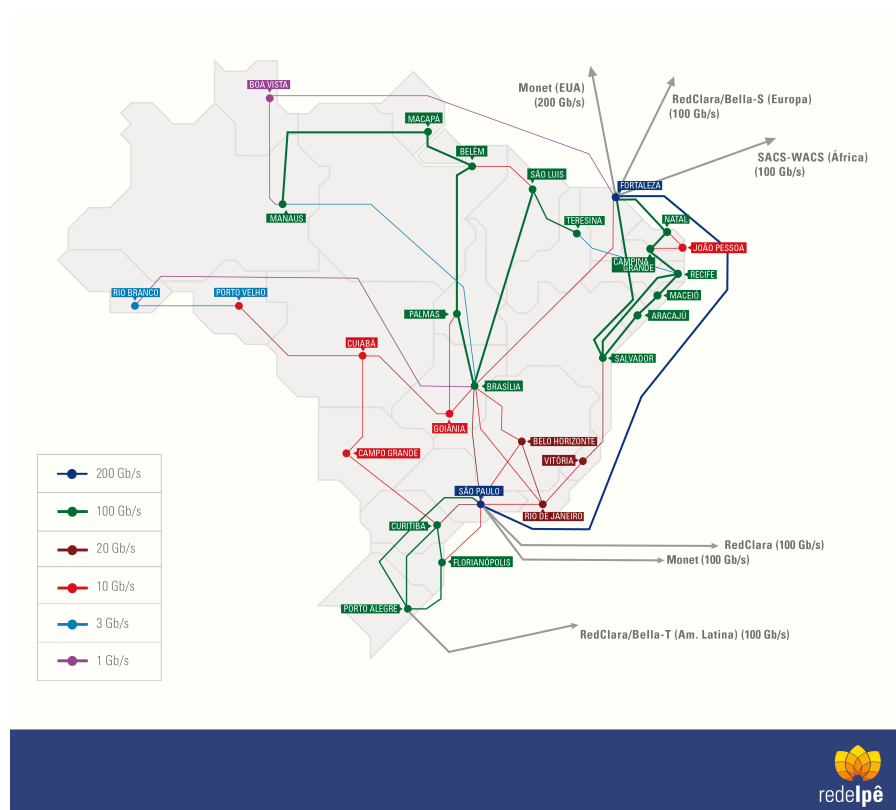 BOA VISTA
Monet (EUA)
(200 Gb/s)
RedClara/Bella-S (Europa)
(100 Gb/s)
MACAPÁ
BELÉM
SACS-WACS (África)
(100 Gb/s)
SÃO LUIS
FORTALEZA
MANAUS
TERESINA
NATAL
JOÃO PESSOA
CAMPINA
GRANDE
RECIFE
RIO BRANCO
PORTO VELHO
MACEIÓ
PALMAS
ARACAJÚ
CUIABÁ
SALVADOR
BRASÍLIA
GOIÂNIA
BELO HORIZONTE
CAMPO GRANDE
VITÓRIA
200 Gb/s
100 Gb/s
20 Gb/s
10 Gb/s
3 Gb/s
1 Gb/s
SÃO PAULO
RIO DE JANEIRO
CURITIBA
RedClara (100 Gb/s)
Monet (100 Gb/s)
FLORIANÓPOLIS
PORTO ALEGRE
RedClara/Bella-T (Am. Latina) (100 Gb/s)
redeIpê